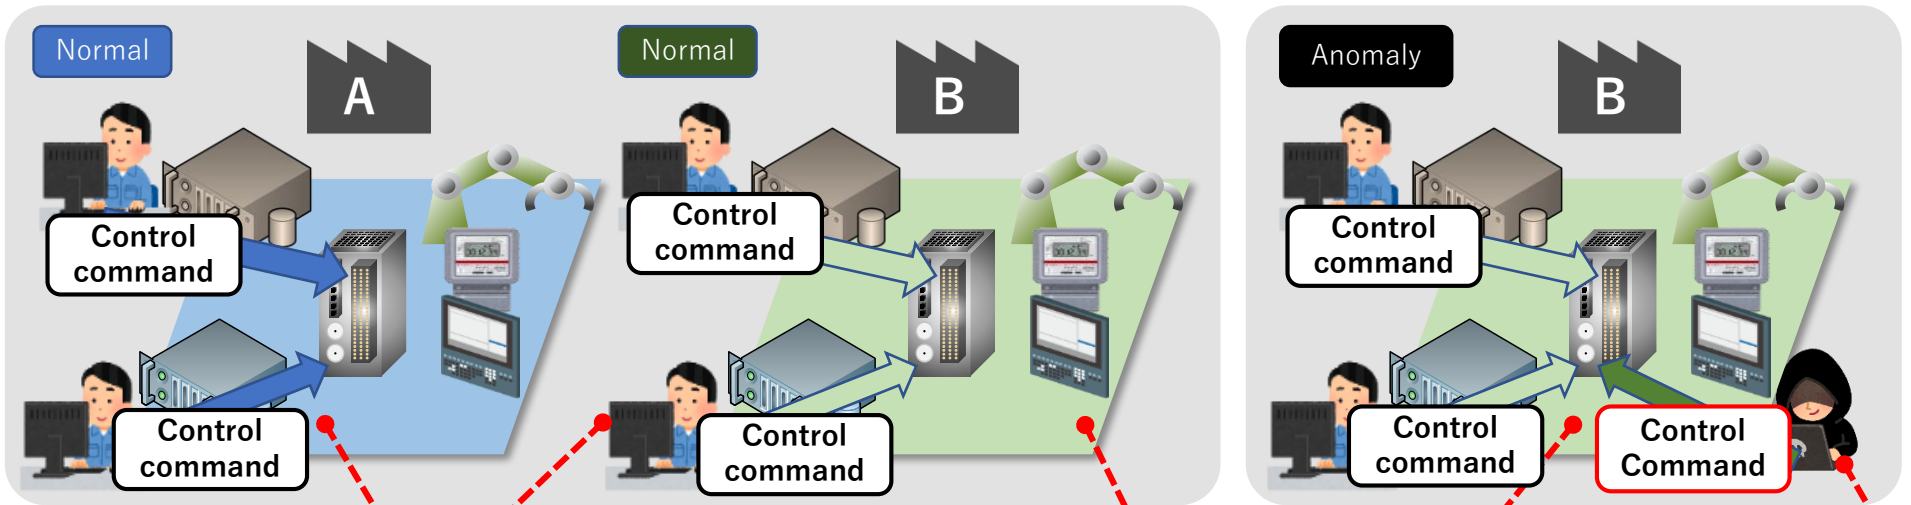 Normal
A
Control
command
Control
command
Normal
B
Control
command
Control
command
Anomaly
B
Control
command
Control
command
Control
Command